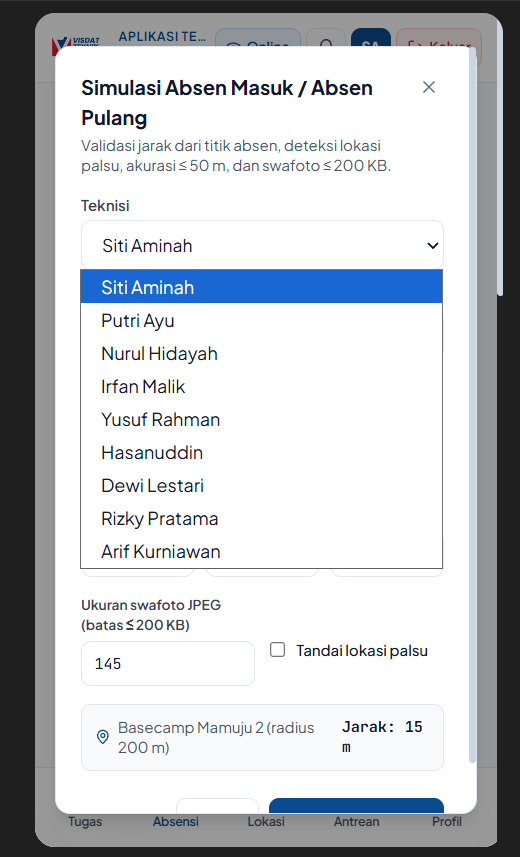 VISDAT
TEKNIK
APLIKASI TE...
Online
SA
Keluar
Simulasi Absen Masuk / Absen
Pulang
Validasi jarak dari titik absen, deteksi lokasi
palsu, akurasi ≤ 50 m, dan swafoto ≤ 200 KB.
Teknisi
Siti Aminah
Siti Aminah
Putri Ayu
Nurul Hidayah
Irfan Malik
Yusuf Rahman
Hasanuddin
Dewi Lestari
Rizky Pratama
Arif Kurniawan
Ukuran swafoto JPEG
(batas ≤ 200 KB)
145
Tandai lokasi palsu
Basecamp Mamuju 2 (radius
200 m)
Jarak: 15
m
Tugas
Absensi
Lokasi
Antrean
Profil